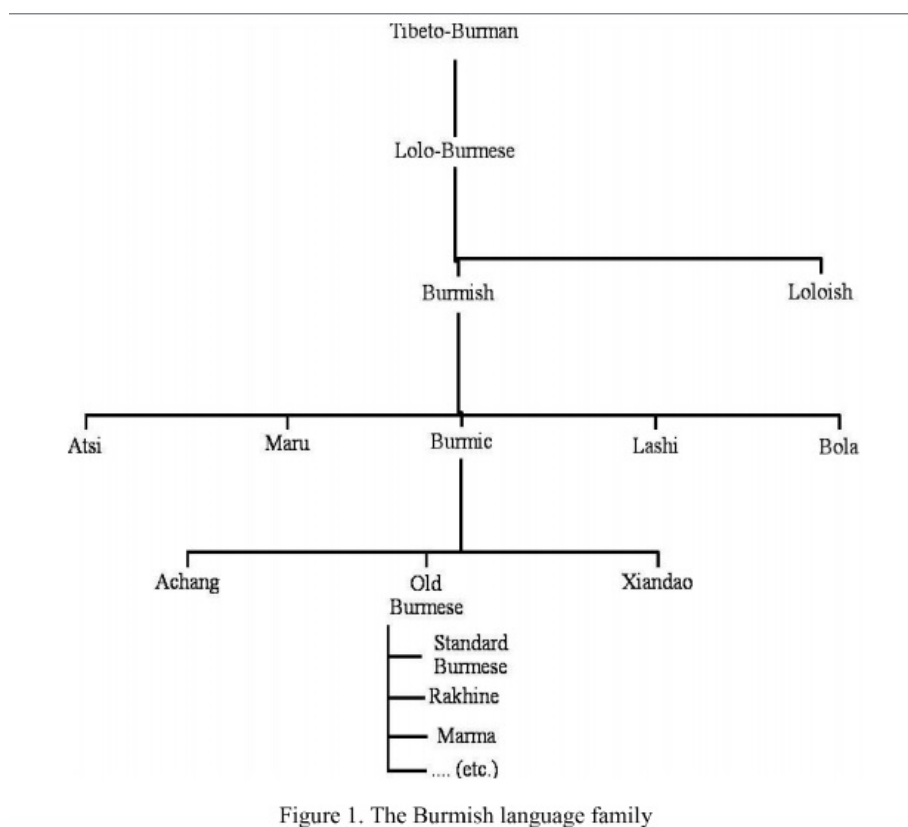 Tibeto-Burman
Lolo-Burmese
Burmish
Loloish
Atsi
Maru
Burmic
Lashi
Bola
Achang
Old
Burmese
Xiandao
Standard
Burmese
Rakhine
Marma
.... (etc.)
Figure 1. The Burmish language family